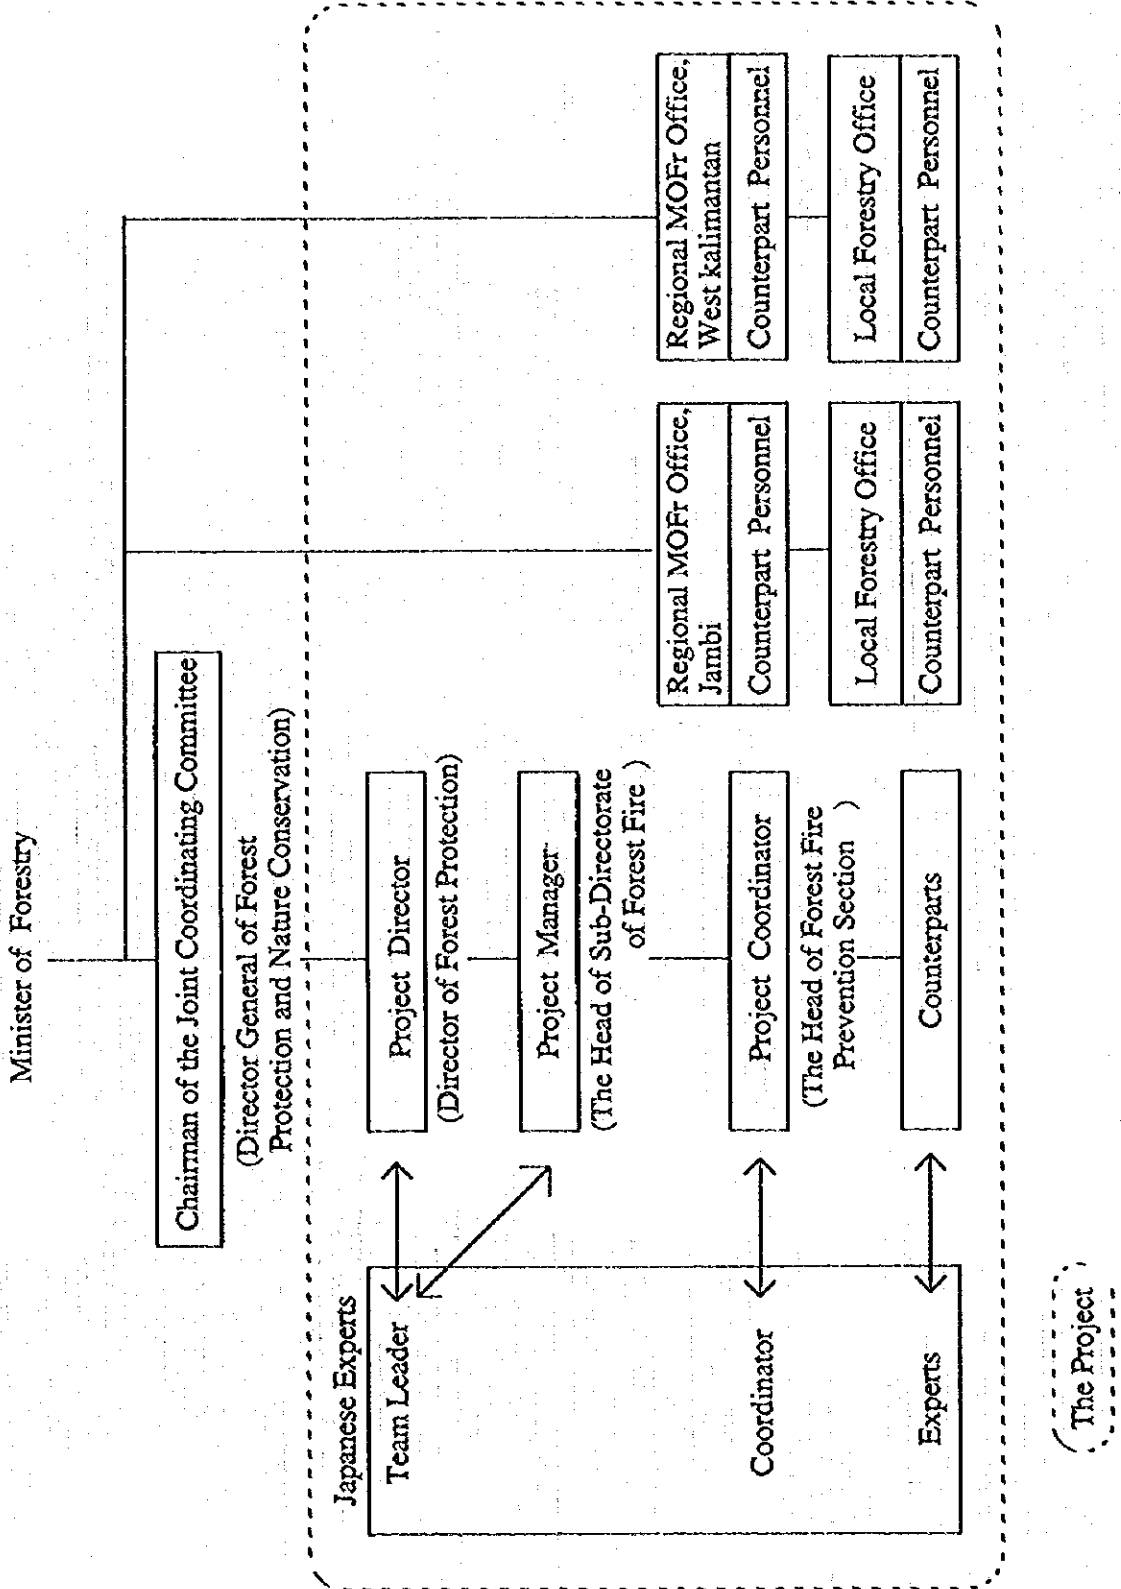 Minister of Forestry
Chairman of the Joint Coordinating Committee
(Director General of Forest
Protection and Nature Conservation)
Japanese Experts
Team Leader
Coordinator
Experts
Project Director
(Director of Forest Protection)
Project Manager
(The Head of Sub-Directorate
of Forest Fire )
Project Coordinator
(The Head of Forest Fire
Prevention Section )
Counterparts
Regional MOFr Office,
Jambi
Counterpart Personnel
Local Forestry Office
Counterpart Personnel
Regional MOFr Office,
West kalimantan
Counterpart Personnel
Local Forestry Office
Counterpart Personnel
The Project